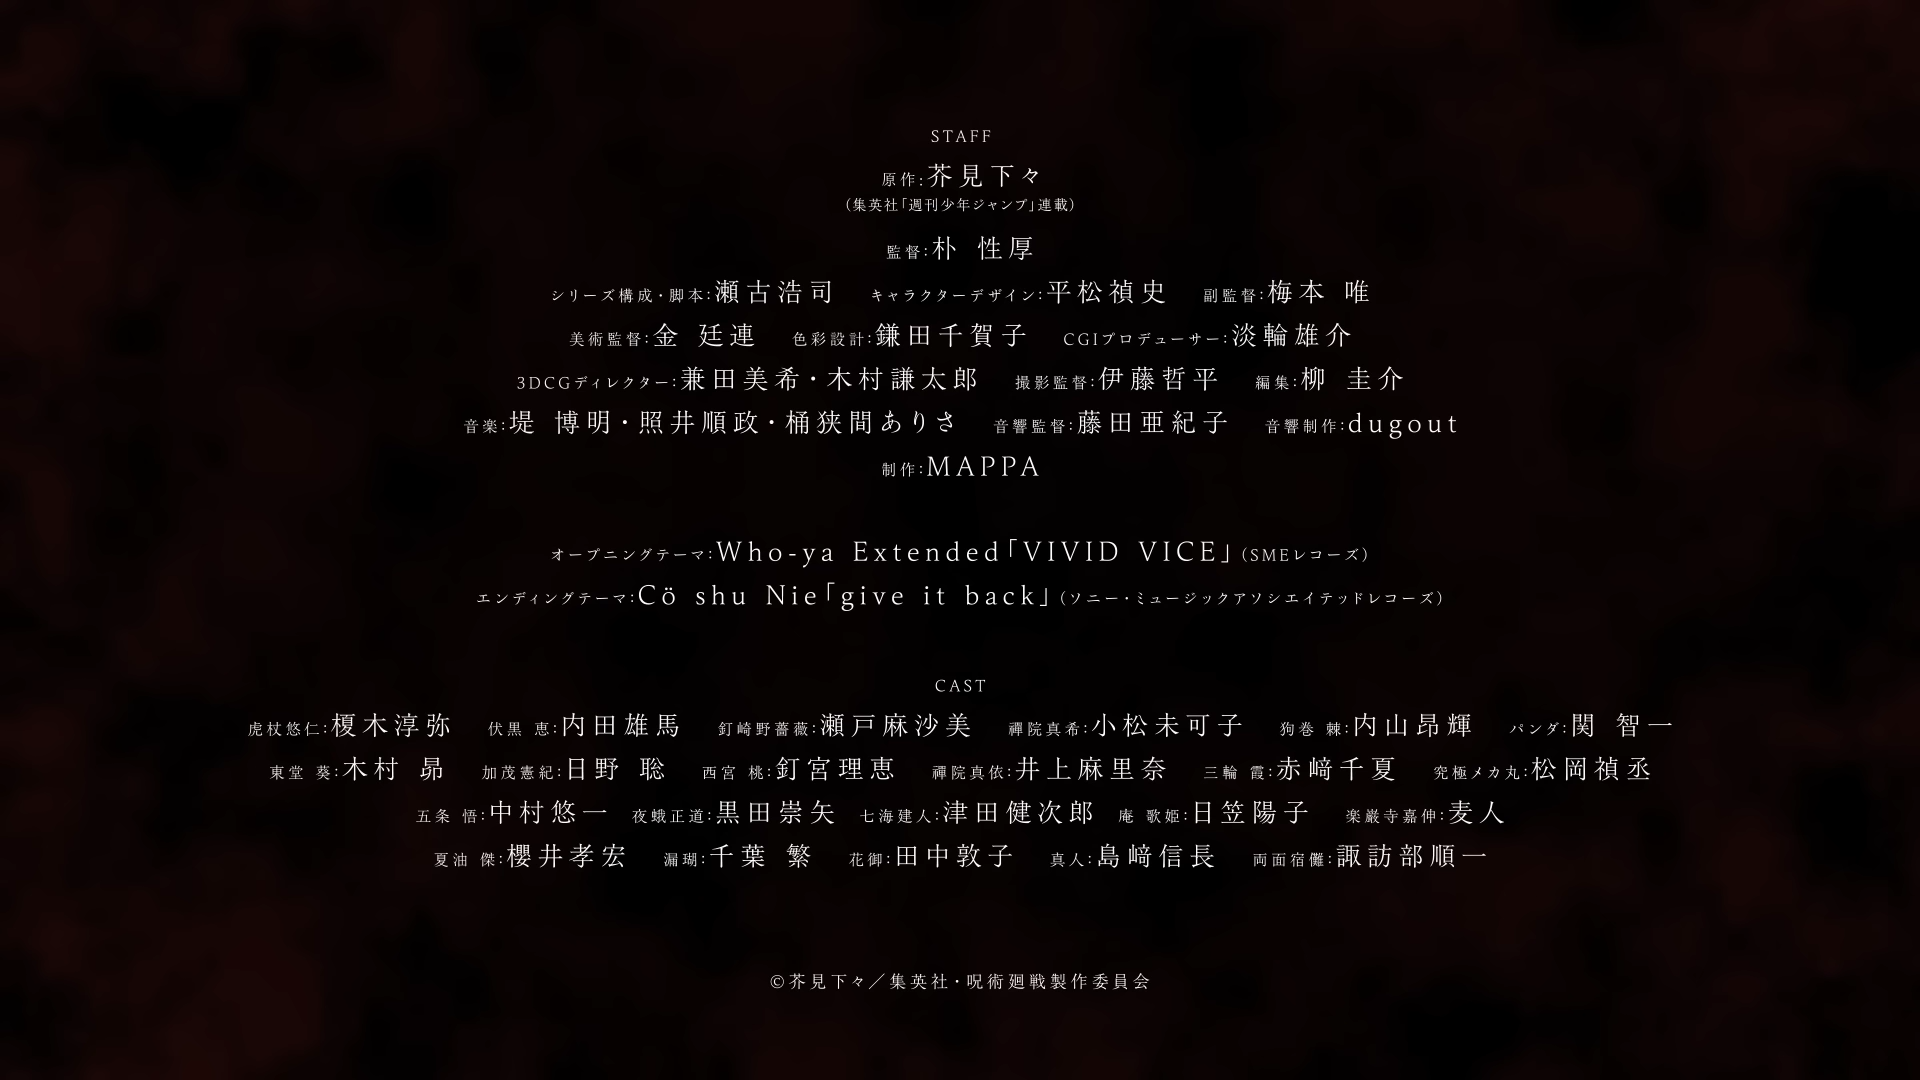 STAFF
原作:芥見下々
（集英社「週刊少年ジャンプ」連載）
監督:朴 性厚
シリーズ構成・脚本:瀬古浩司 キャラクターデザイン:平松禎史 副監督:梅本 唯
美術監督:金 廷連 色彩設計:鎌田千賀子 CGIプロデューサー:淡輪雄介
3DCGディレクター:兼田美希・木村謙太郎 撮影監督:伊藤哲平 編集:柳 圭介
音楽:堤 博明・照井順政・桶狭間ありさ 音響監督:藤田亜紀子 音響制作:dugout
制作:MAPPA
オープニングテーマ:Who-ya Extended「VIVID VICE」（SMEレコーズ）
エンディングテーマ:Cö shu Nie「give it back」（ソニー・ミュージックアソシエイテッドレコーズ）
CAST
虎杖悠仁:榎木淳弥 伏黒 恵:内田雄馬 釘崎野薔薇:瀬戸麻沙美 禪院真希:小松未可子 狗巻 棘:内山昂輝 パンダ:関 智一
東堂 葵:木村 昴 加茂憲紀:日野 聡 西宮 桃:釘宮理恵 禪院真依:井上麻里奈 三輪 霞:赤﨑千夏 究極メカ丸:松岡禎丞
五条 悟:中村悠一 夜蛾正道:黒田崇矢 七海建人:津田健次郎 庵 歌姫:日笠陽子 楽巌寺嘉伸:麦人
夏油 傑:櫻井孝宏 漏瑚:千葉 繁 花御:田中敦子 真人:島﨑信長 両面宿儺:諏訪部順一
©芥見下々／集英社・呪術廻戦製作委員会